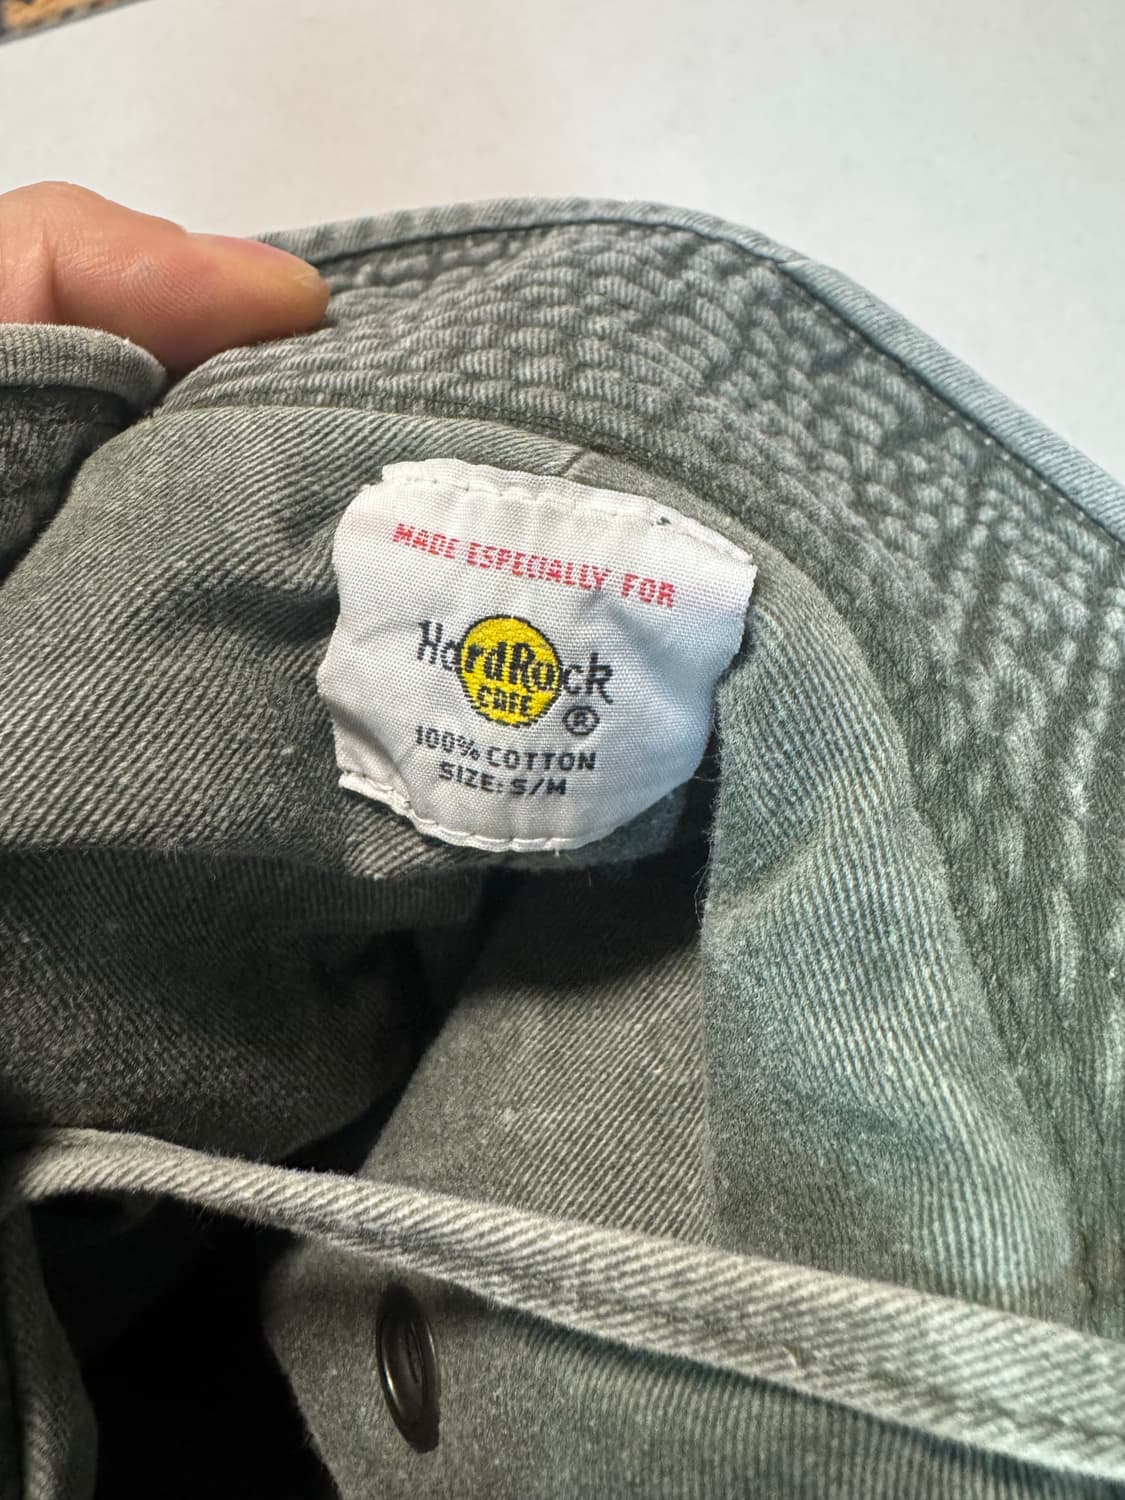 MADE ESPECIALLY FOR
Hard Rock
CAFE
®
100% COTTON
SIZE: S/M